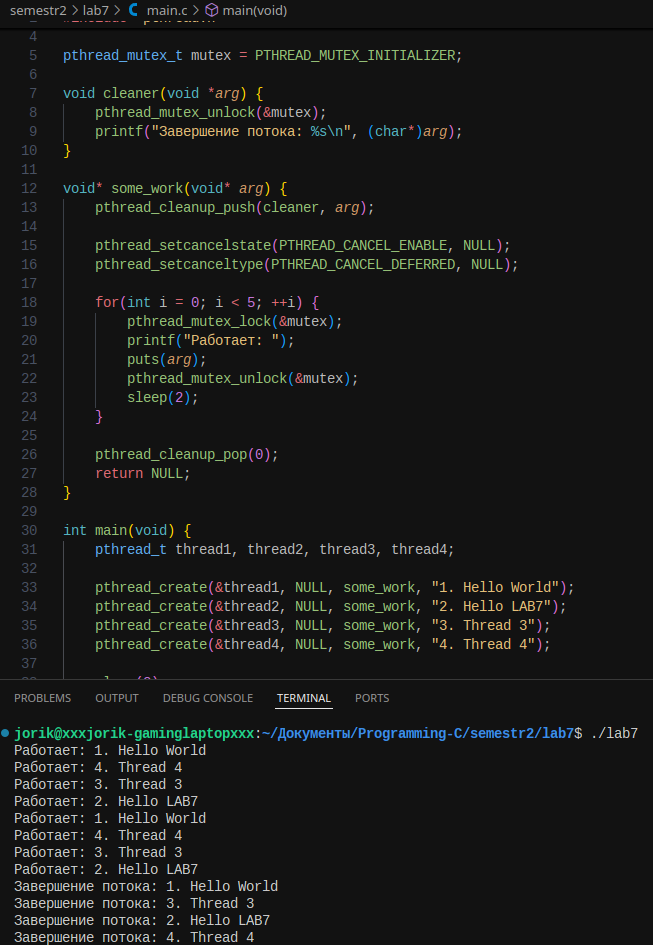 semestr2 > lab7 > C main.c > main(void)
4
5 pthread_mutex_t mutex = PTHREAD_MUTEX_INITIALIZER;
6
7 void cleaner(void *arg) {
8     pthread_mutex_unlock(&mutex);
9     printf("Завершение потока: %s\n", (char*)arg);
10 }
11
12 void* some_work(void* arg) {
13     pthread_cleanup_push(cleaner, arg);
14
15     pthread_setcancelstate(PTHREAD_CANCEL_ENABLE, NULL);
16     pthread_setcanceltype(PTHREAD_CANCEL_DEFERRED, NULL);
17
18     for(int i = 0; i < 5; ++i) {
19         pthread_mutex_lock(&mutex);
20         printf("Работает: ");
21         puts(arg);
22         pthread_mutex_unlock(&mutex);
23         sleep(2);
24     }
25
26     pthread_cleanup_pop(0);
27     return NULL;
28 }
29
30 int main(void) {
31     pthread_t thread1, thread2, thread3, thread4;
32
33     pthread_create(&thread1, NULL, some_work, "1. Hello World");
34     pthread_create(&thread2, NULL, some_work, "2. Hello LAB7");
35     pthread_create(&thread3, NULL, some_work, "3. Thread 3");
36     pthread_create(&thread4, NULL, some_work, "4. Thread 4");
37
PROBLEMS OUTPUT DEBUG CONSOLE TERMINAL PORTS
jorik@xxxjorik-gaminglaptopxxx:~/Документы/Programming-C/semestr2/lab7$ ./lab7
Работает: 1. Hello World
Работает: 4. Thread 4
Работает: 3. Thread 3
Работает: 2. Hello LAB7
Работает: 1. Hello World
Работает: 4. Thread 4
Работает: 3. Thread 3
Работает: 2. Hello LAB7
Завершение потока: 1. Hello World
Завершение потока: 3. Thread 3
Завершение потока: 2. Hello LAB7
Завершение потока: 4. Thread 4